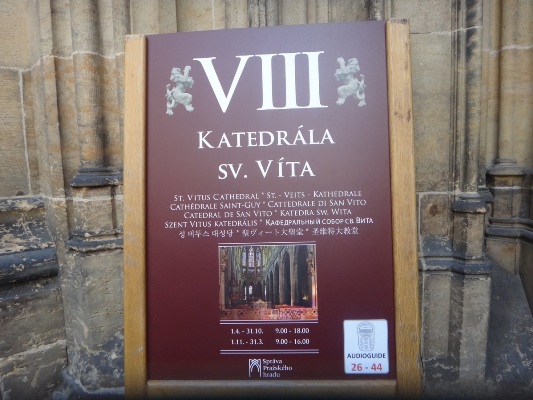 VIII
KATEDRÁLA
SV. VÍTA
ST. VITUS CATHEDRAL * ST. - VEITS - KATHEDRALE
CATHÉDRALE SAINT-GUY * CATTEDRALE DI SAN VITO
CATEDRAL DE SAN VITO * KATEDRA ŚW. WITA
SZENT VITUS KATEDRÁLIS * КАФЕДРАЛЬНЫЙ СОБОР СВ. ВИТА
성 비투스 대성당 * 聖ヴィート大聖堂 * 圣维特大教堂
1.4. - 31.10. 9.00 - 18.00
1.11. - 31.3. 9.00 - 16.00
Správa
Pražského
hradu
AUDIOGUIDE
26 - 44